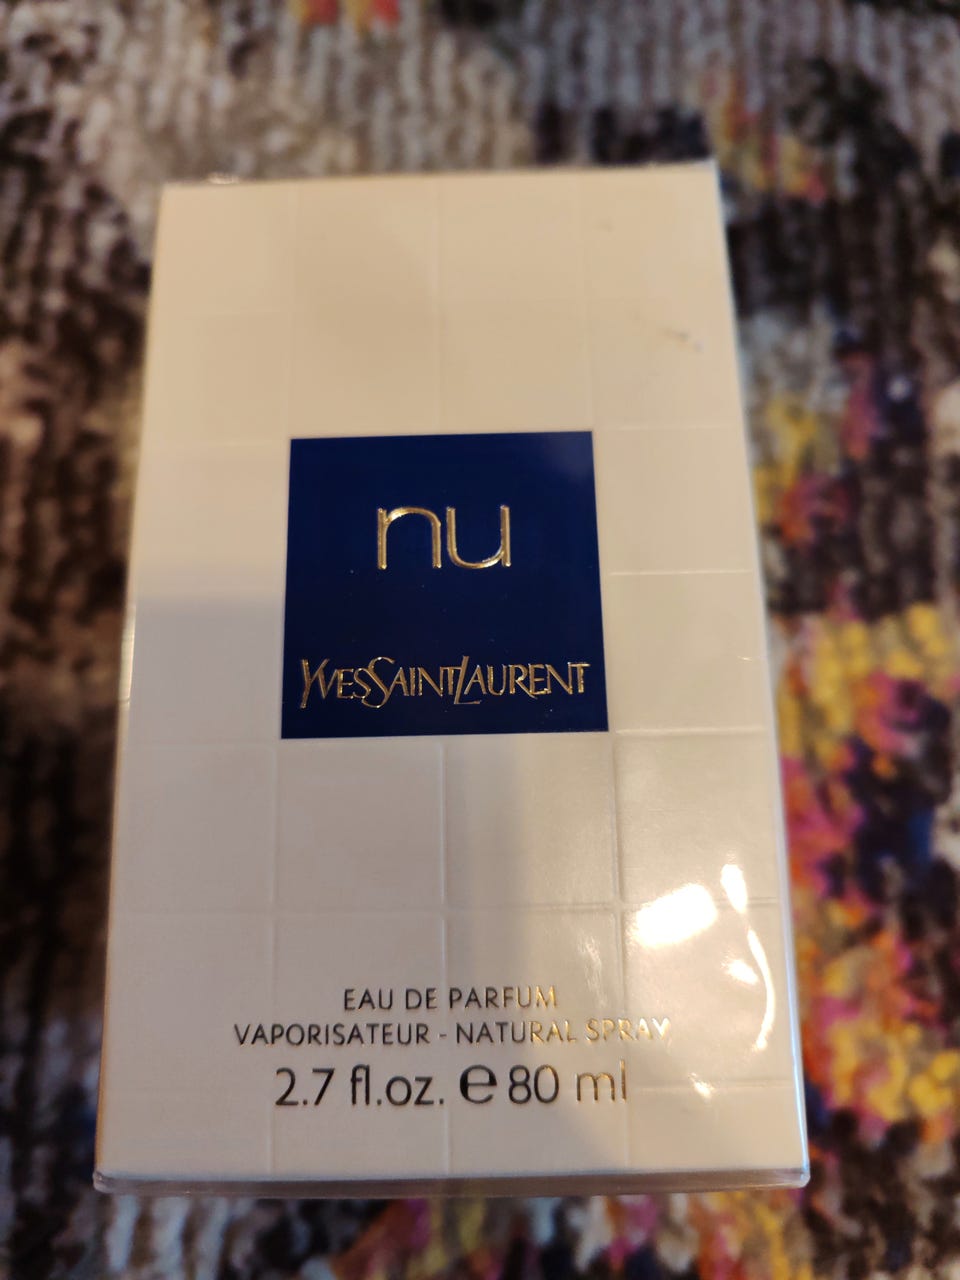 nu
YVESSAINTLAURENT
EAU DE PARFUM
VAPORISATEUR - NATURAL SPRAY
2.7 fl.oz. e 80 ml